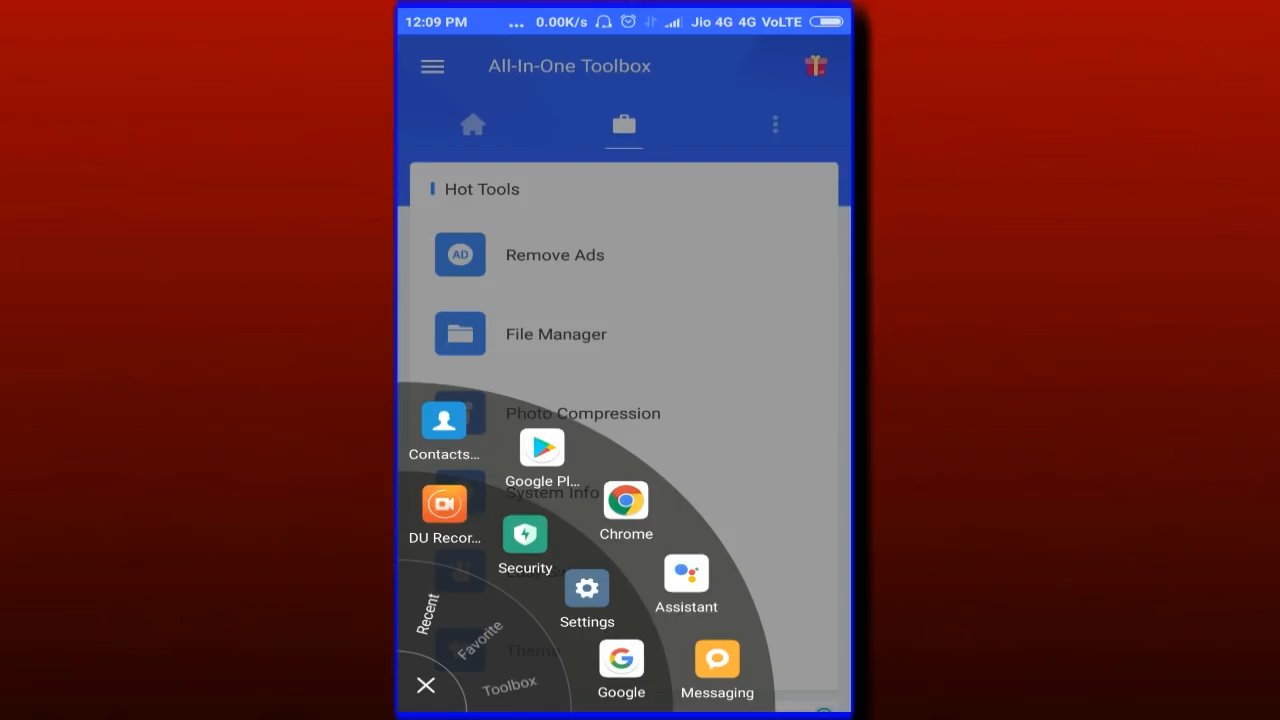 12:09 PM ... 0.00K/s Jio 4G 4G VoLTE
All-In-One Toolbox
Hot Tools
AD Remove Ads
File Manager
Photo Compression
Contacts...
Google Pl...
System Info
Chrome
DU Recor...
Security
Assistant
Settings
Recent
Favorite
Theme
Toolbox
Google
Messaging